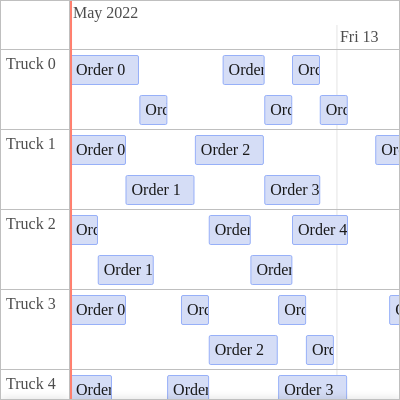 May 2022
Fri 13
Truck 0
Order 0
Order
Ord
Ord
Ord
Ord
Truck 1
Order 0
Order 2
Or
Order 1
Order 3
Truck 2
Ord
Order
Order 4
Order 1
Order
Truck 3
Order 0
Ord
Ord
Order 2
Ord
Truck 4
Order
Order
Order 3